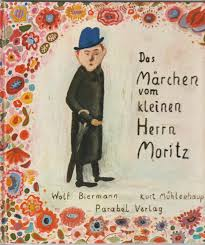 Das
Märchen
vom
kleinen
Herrn
Moritz
Wolf Biermann Kurt Mühlenhaupt
Parabel Verlag